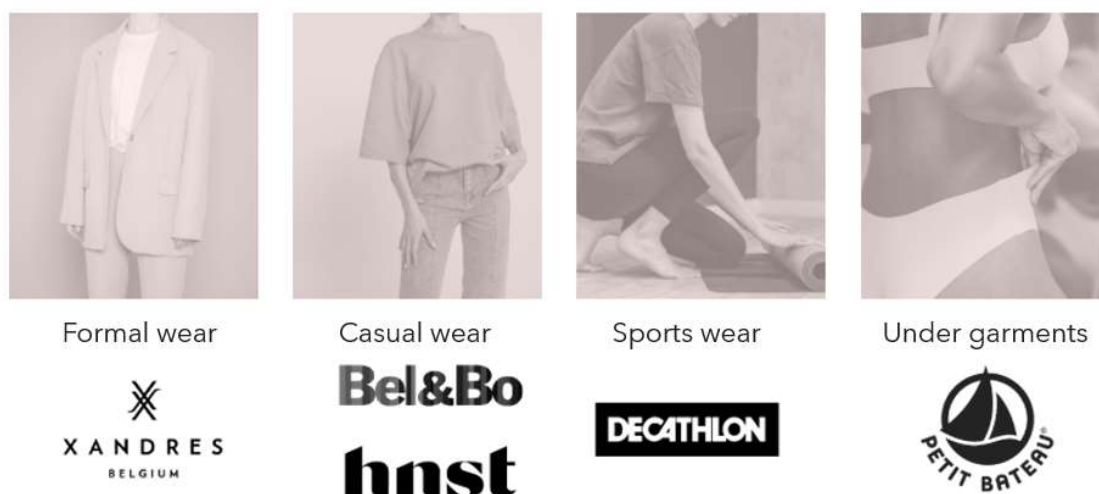 Formal wear
Casual wear
Sports wear
Under garments
XANDRES
BELGIUM
Bel&Bo
hnst
DECATHLON
PETIT BATEAU®